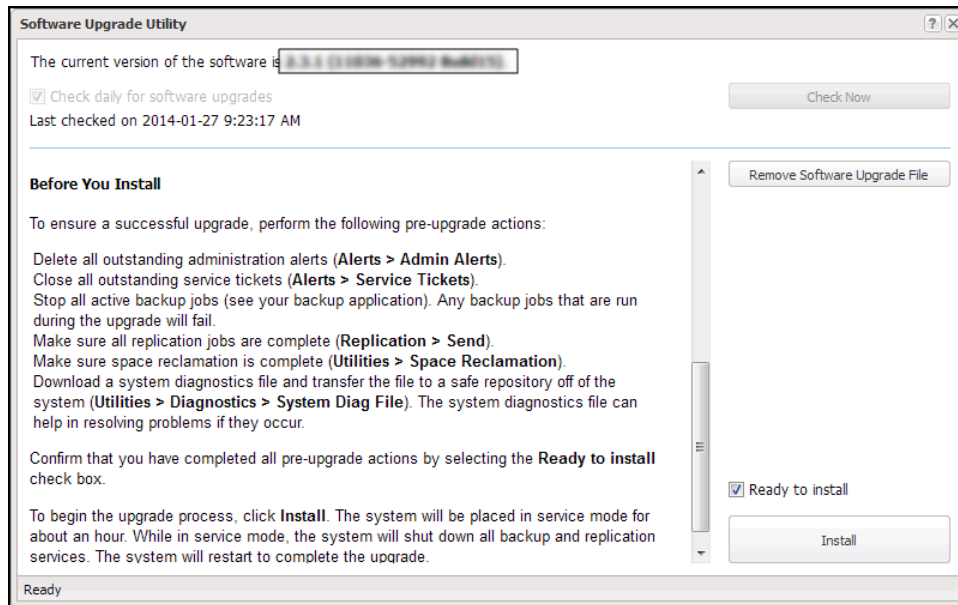 Software Upgrade Utility
The current version of the software is
Check daily for software upgrades
Check Now
Last checked on 2014-01-27 9:23:17 AM
Remove Software Upgrade File
Before You Install
To ensure a successful upgrade, perform the following pre-upgrade actions:
Delete all outstanding administration alerts (Alerts > Admin Alerts).
Close all outstanding service tickets (Alerts > Service Tickets).
Stop all active backup jobs (see your backup application). Any backup jobs that are run
during the upgrade will fail.
Make sure all replication jobs are complete (Replication > Send).
Make sure space reclamation is complete (Utilities > Space Reclamation).
Download a system diagnostics file and transfer the file to a safe repository off of the
system (Utilities > Diagnostics > System Diag File). The system diagnostics file can
help in resolving problems if they occur.
Confirm that you have completed all pre-upgrade actions by selecting the Ready to install
check box.
To begin the upgrade process, click Install. The system will be placed in service mode for
about an hour. While in service mode, the system will shut down all backup and replication
services. The system will restart to complete the upgrade.
Ready to install
Install
Ready